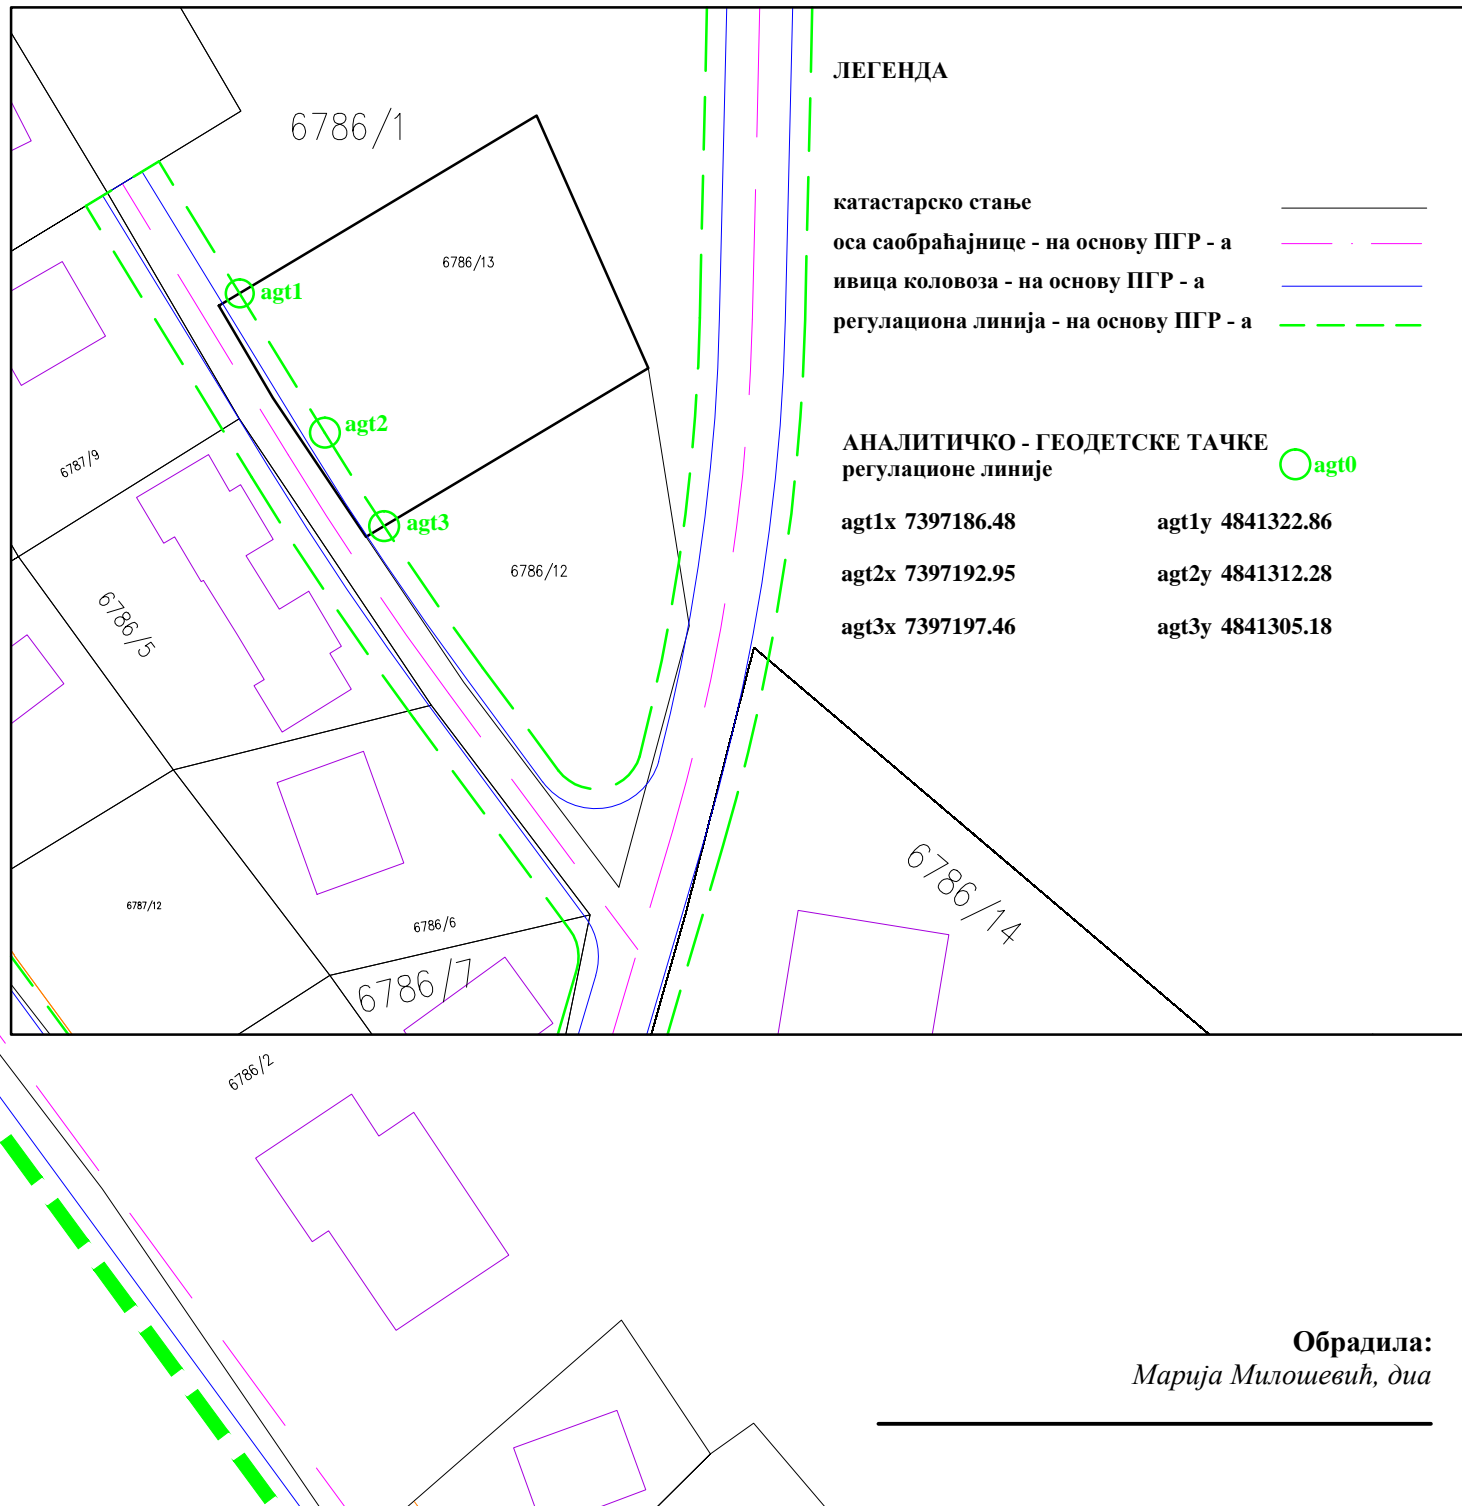 ЛЕГЕНДА
6786/1
катастарско стање
оса саобраћајнице - на основу ПГР - а
6786/13
ивица коловоза - на основу ПГР - а
agt1
регулациона линија - на основу ПГР - а
agt2
АНАЛИТИЧКО - ГЕОДЕТСКЕ ТАЧКЕ
регулационе линије
agt0
6787/9
agt3
agt1x 7397186.48 agt1y 4841322.86
6786/12
agt2x 7397192.95 agt2y 4841312.28
6786/5
agt3x 7397197.46 agt3y 4841305.18
6786/14
6787/12
6786/6
6786/7
6786/2
Обрадила:
Марија Милошевић, диа